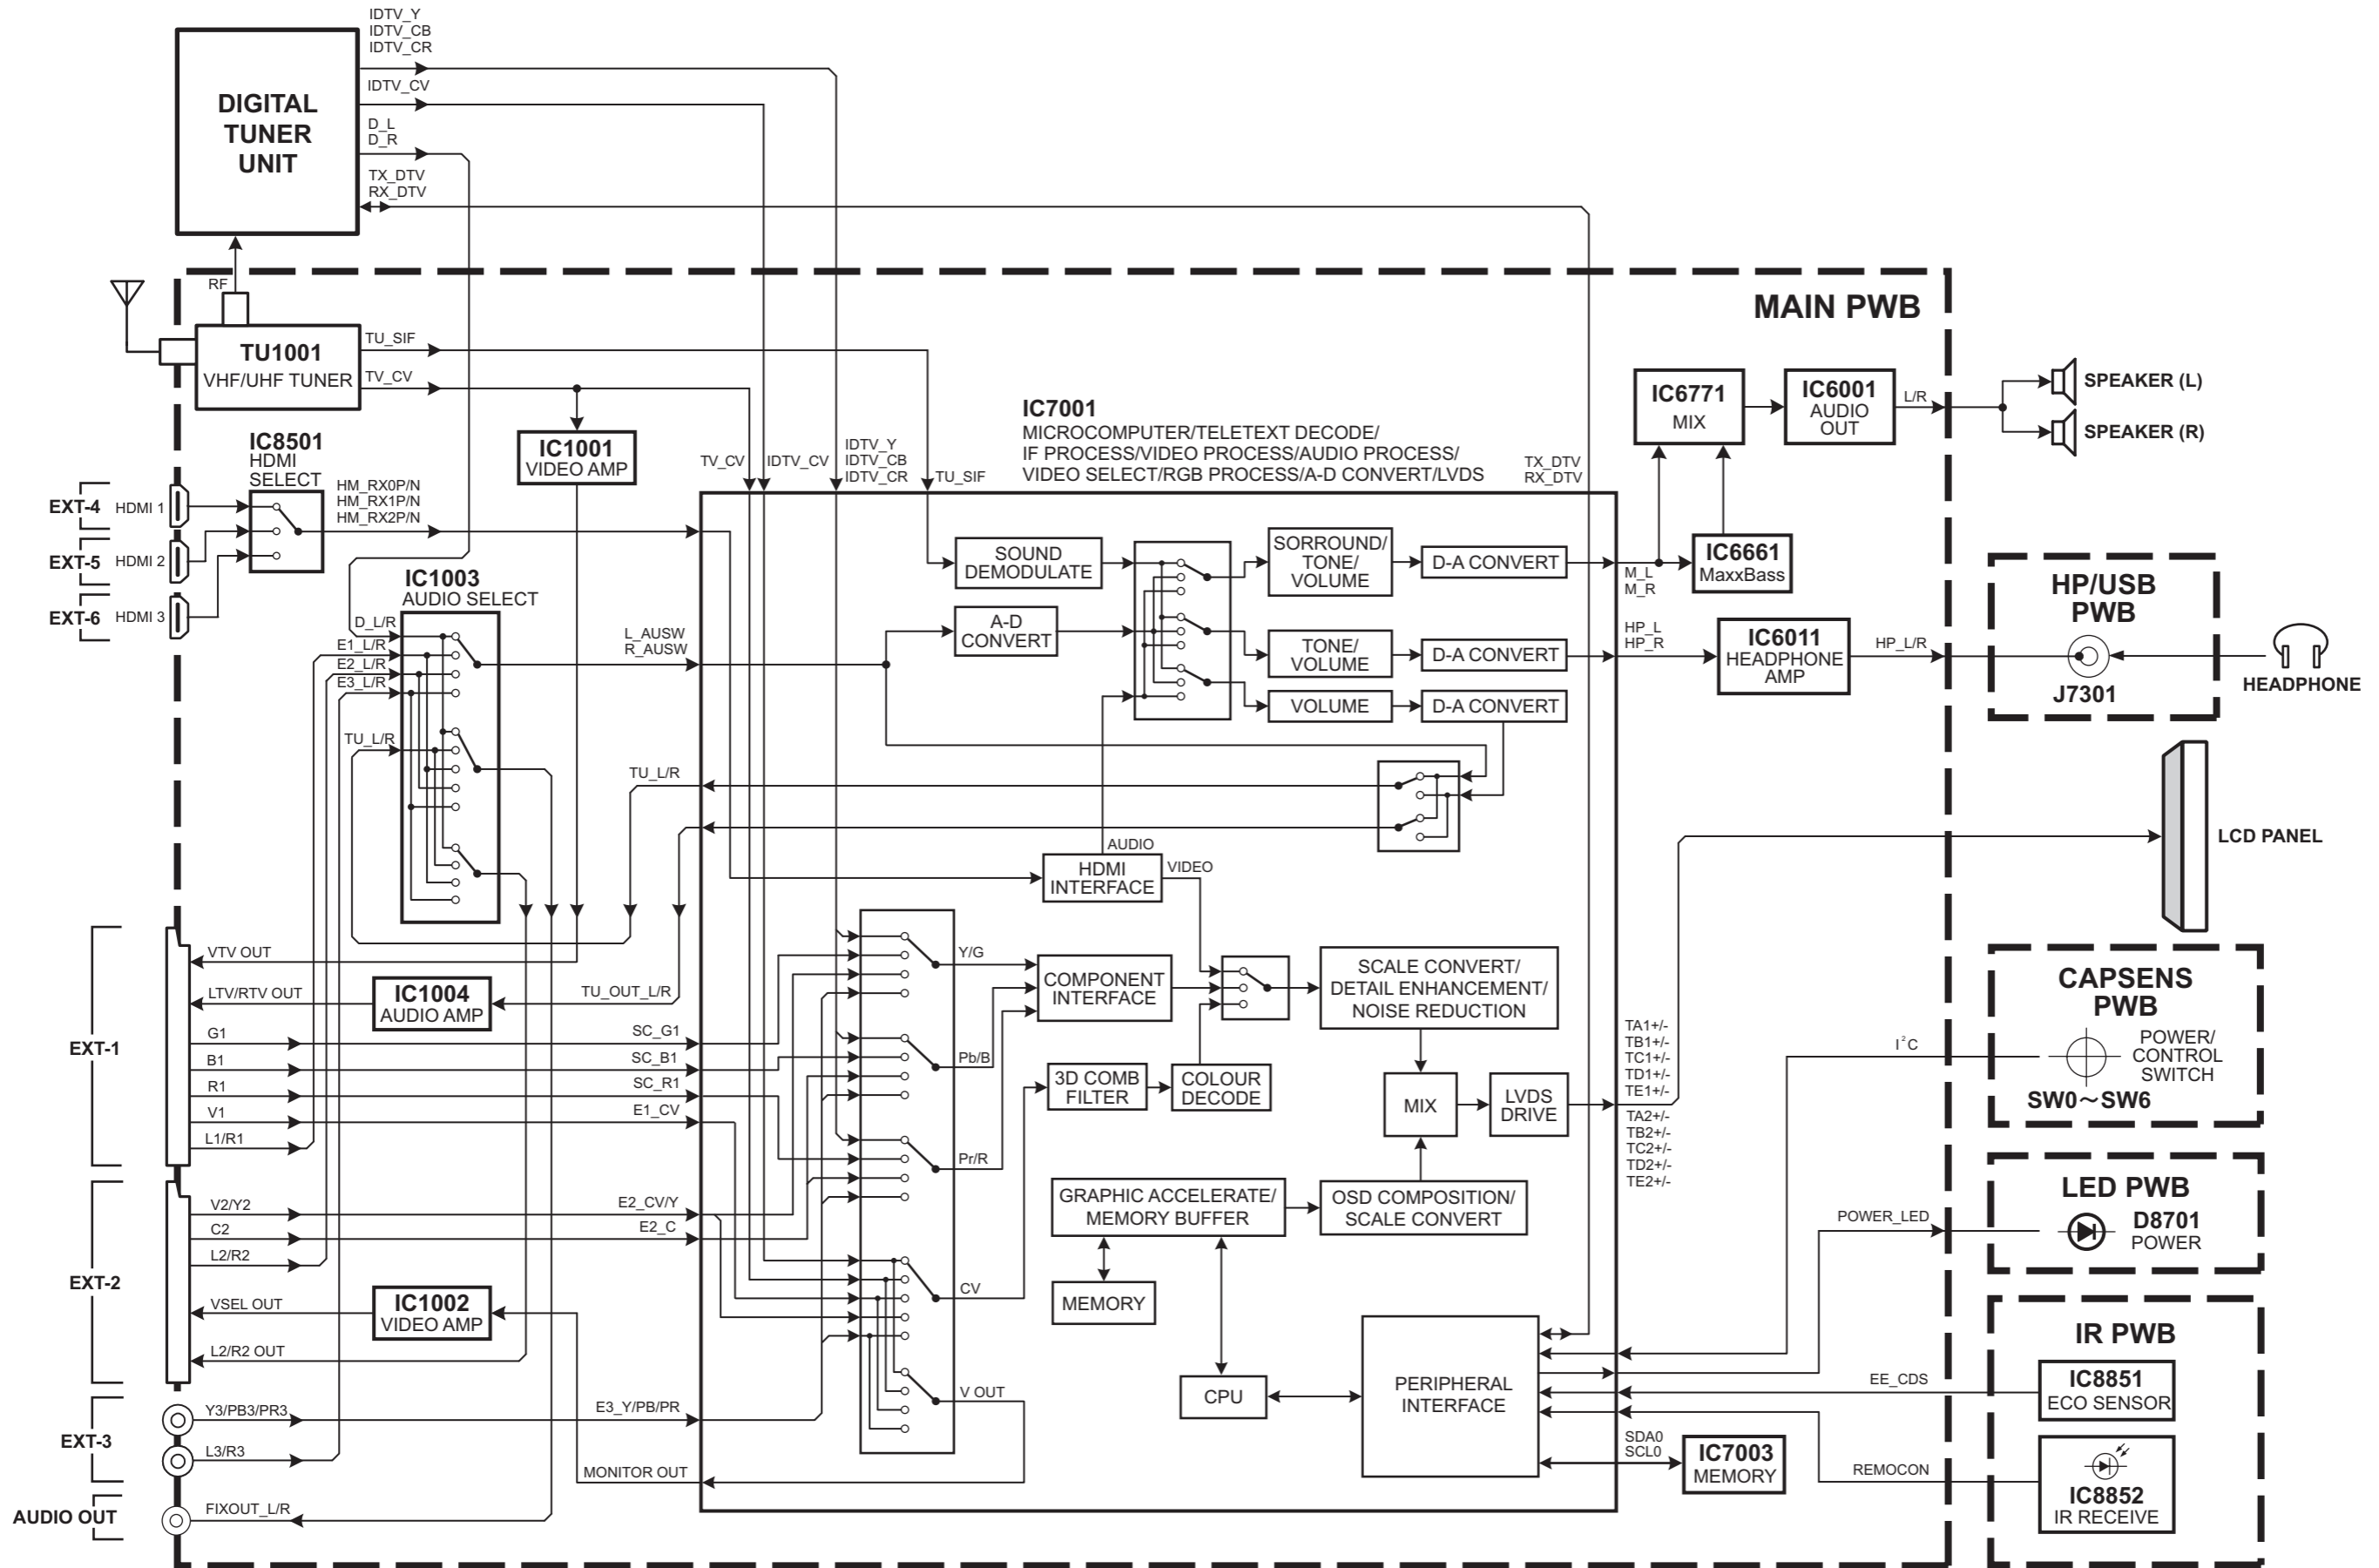 IDTV_Y
IDTV_CB
IDTV_CR
IDTV_CV
D_L
D_R
TX_DTV
RX_DTV
DIGITAL
TUNER
UNIT
RF
MAIN PWB
TU1001
VHF/UHF TUNER
TU_SIF
TV_CV
IC1001
VIDEO AMP
IC8501
HDMI
SELECT
EXT-4
HDMI 1
EXT-5
HDMI 2
EXT-6
HDMI 3
HM_RX0P/N
HM_RX1P/N
HM_RX2P/N
TV_CV
IDTV_CV
IDTV_Y
IDTV_CB
IDTV_CR
TU_SIF
IC7001
MICROCOMPUTER/TELETEXT DECODE/
IF PROCESS/VIDEO PROCESS/AUDIO PROCESS/
VIDEO SELECT/RGB PROCESS/A-D CONVERT/LVDS
TX_DTV
RX_DTV
IC6771
MIX
IC6001
AUDIO
OUT
L/R
SPEAKER (L)
SPEAKER (R)
IC6661
MaxxBass
M_L
M_R
HP_L
HP_R
IC6011
HEADPHONE
AMP
HP_L/R
HP/USB
PWB
J7301
HEADPHONE
IC1003
AUDIO SELECT
D_L/R
E1_L/R
E2_L/R
E3_L/R
TU_L/R
L_AUSW
R_AUSW
SOUND
DEMODULATE
A-D
CONVERT
SORROUND/
TONE/
VOLUME
D-A CONVERT
TONE/
VOLUME
D-A CONVERT
VOLUME
D-A CONVERT
TU_L/R
AUDIO
HDMI
INTERFACE
VIDEO
LCD PANEL
EXT-1
VTV OUT
LTV/RTV OUT
IC1004
AUDIO AMP
TU_OUT_L/R
G1
B1
R1
V1
L1/R1
SC_G1
SC_B1
SC_R1
E1_CV
Y/G
Pb/B
Pr/R
CV
V OUT
COMPONENT
INTERFACE
SCALE CONVERT/
DETAIL ENHANCEMENT/
NOISE REDUCTION
3D COMB
FILTER
COLOUR
DECODE
MIX
LVDS
DRIVE
TA1+/-
TB1+/-
TC1+/-
TD1+/-
TE1+/-
TA2+/-
TB2+/-
TC2+/-
TD2+/-
TE2+/-
I²C
CAPSENS
PWB
POWER/
CONTROL
SWITCH
SW0～SW6
EXT-2
V2/Y2
C2
L2/R2
VSEL OUT
IC1002
VIDEO AMP
L2/R2 OUT
E2_CV/Y
E2_C
GRAPHIC ACCELERATE/
MEMORY BUFFER
OSD COMPOSITION/
SCALE CONVERT
MEMORY
CPU
PERIPHERAL
INTERFACE
POWER_LED
LED PWB
D8701
POWER
IR PWB
EE_CDS
IC8851
ECO SENSOR
SDA0
SCL0
IC7003
MEMORY
REMOCON
IC8852
IR RECEIVE
EXT-3
Y3/PB3/PR3
L3/R3
E3_Y/PB/PR
MONITOR OUT
AUDIO OUT
FIXOUT_L/R